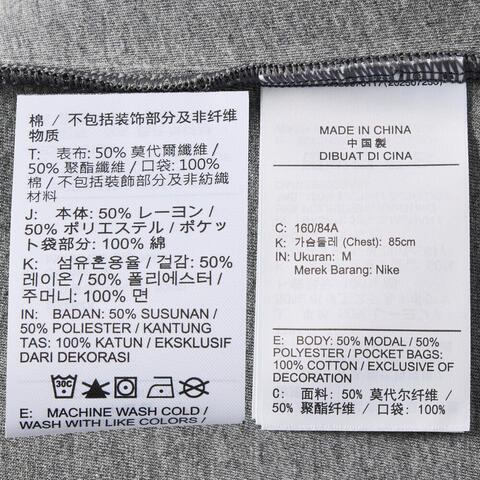 棉 / 不包括装饰部分及非纤维
物质
T: 表布: 50% 莫代爾纖維 /
50% 聚酯纖維 / 口袋: 100%
棉 / 不包括裝飾部分及非紡織
材料
J: 本体: 50% レーヨン /
50% ポリエステル / ポケッ
ト袋部分: 100% 綿
K: 섬유혼용율 / 겉감: 50%
레이온 / 50% 폴리에스터 /
주머니: 100% 면
IN: BADAN: 50% SUSUNAN /
50% POLIESTER / KANTUNG
TAS: 100% KATUN / EKSKLUSIF
DARI DEKORASI
30C
E: MACHINE WASH COLD /
WASH WITH LIKE COLORS /
MADE IN CHINA
中国製
DIBUAT DI CINA
C: 160/84A
K: 가슴둘레 (Chest): 85cm
IN: Ukuran: M
Merek Barang: Nike
E: BODY: 50% MODAL / 50%
POLYESTER / POCKET BAGS:
100% COTTON / EXCLUSIVE OF
DECORATION
C: 面料: 50% 莫代尔纤维 /
50% 聚酯纤维 / 口袋: 100%